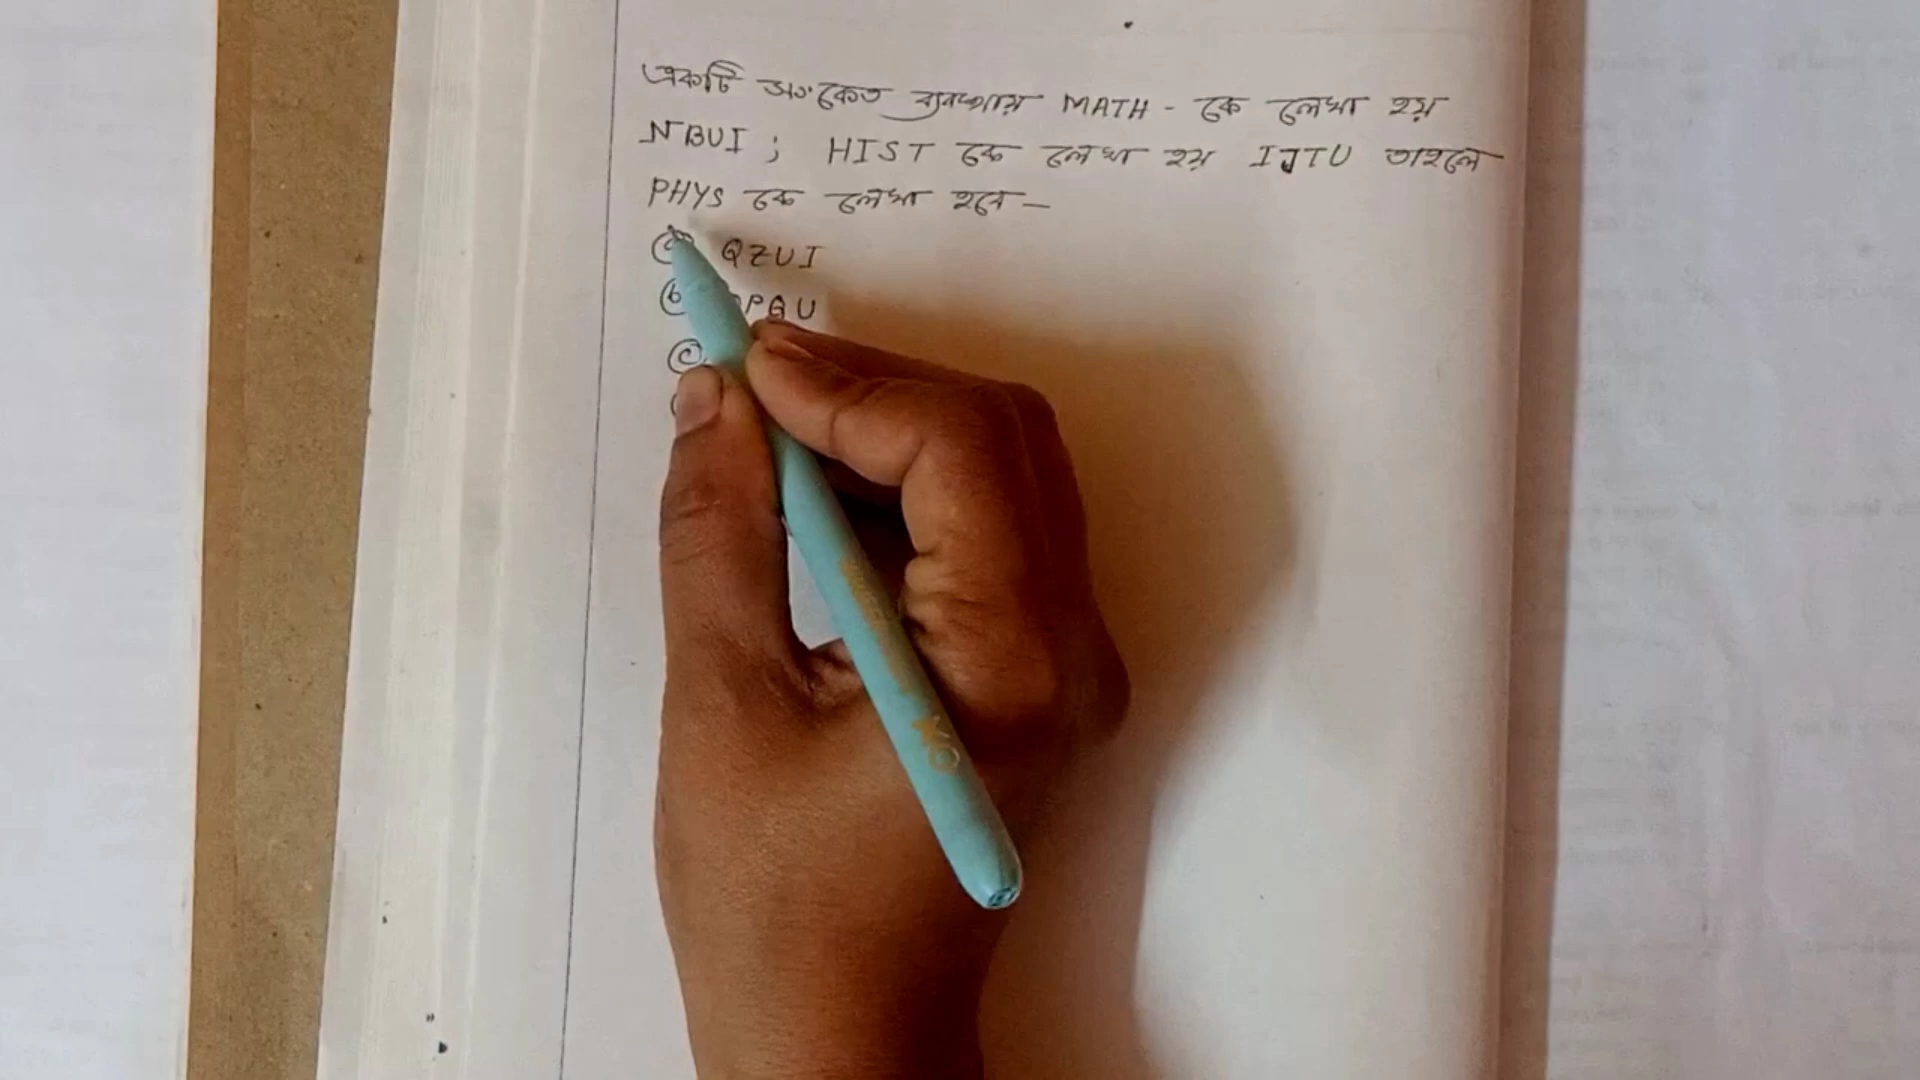 একটি সংকেত ব্যবস্থায় MATH - কে লেখা হয়
NBUI ; HIST কে লেখা হয় IJTU তাহলে
PHYS কে লেখা হবে —
(a) QZUI
(b) PQU
(c)